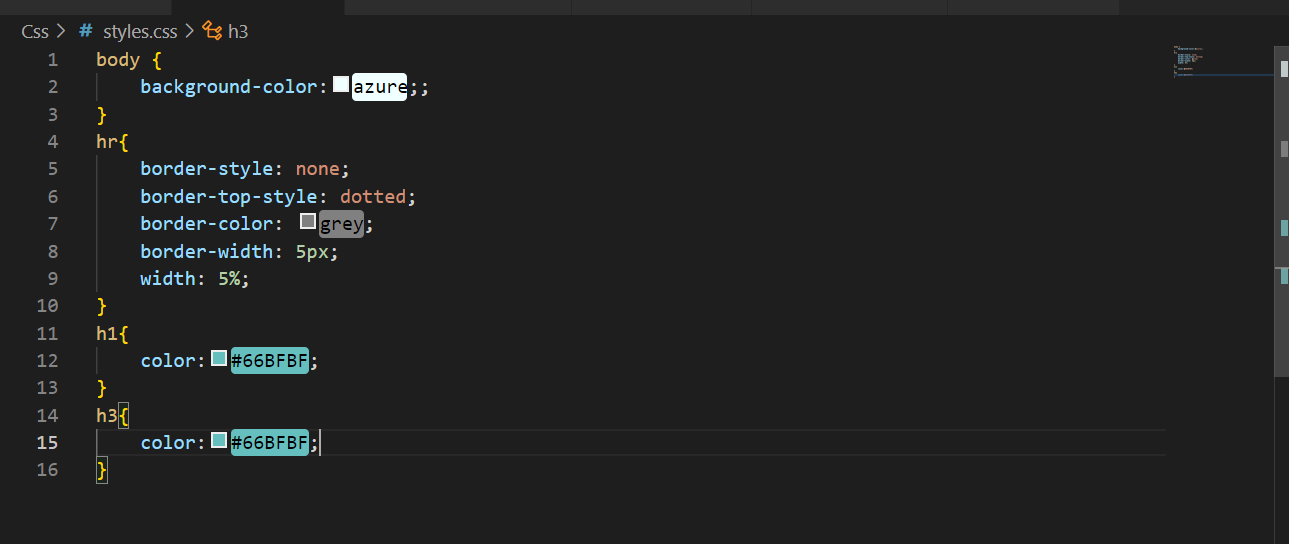 Css > # styles.css > h3
1 body {
2 background-color: azure;;
3 }
4 hr{
5 border-style: none;
6 border-top-style: dotted;
7 border-color: grey;
8 border-width: 5px;
9 width: 5%;
10 }
11 h1{
12 color: #66BFBF;
13 }
14 h3{
15 color: #66BFBF;
16 }